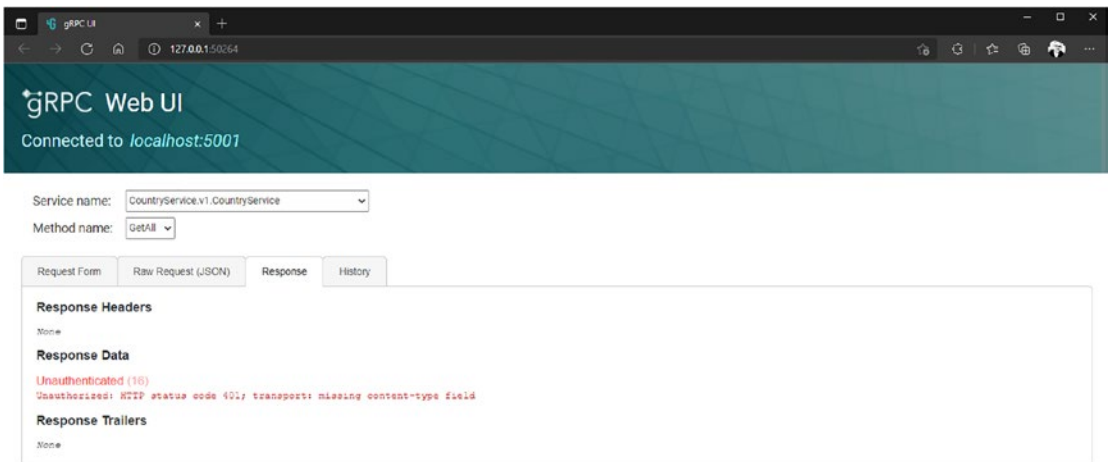 gRPC UI
127.0.0.1:50264
gRPC Web UI
Connected to localhost:5001
Service name: CountryService.v1.CountryService
Method name: GetAll
Request Form Raw Request (JSON) Response History
Response Headers
None
Response Data
Unauthenticated (16)
Unauthorized: HTTP status code 401; transport: missing content-type field
Response Trailers
None